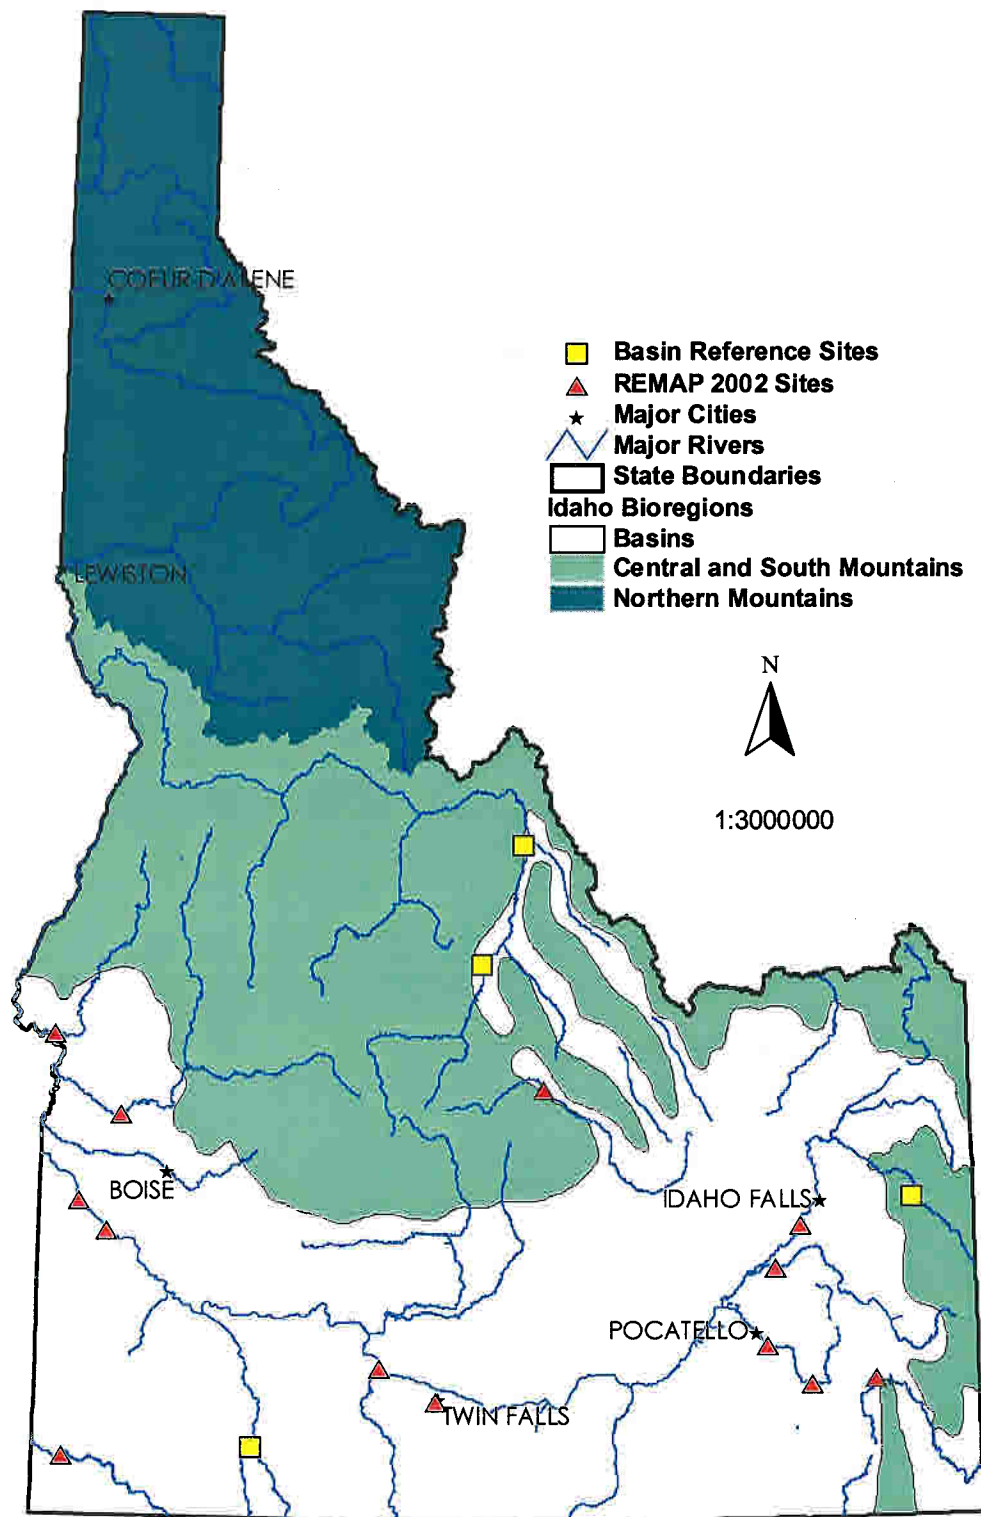 COEUR D'ALENE
Basin Reference Sites
REMAP 2002 Sites
Major Cities
Major Rivers
State Boundaries
Idaho Bioregions
Basins
Central and South Mountains
Northern Mountains
LEWISTON
N
1:3000000
BOISE
IDAHO FALLS
POCATELLO
TWIN FALLS